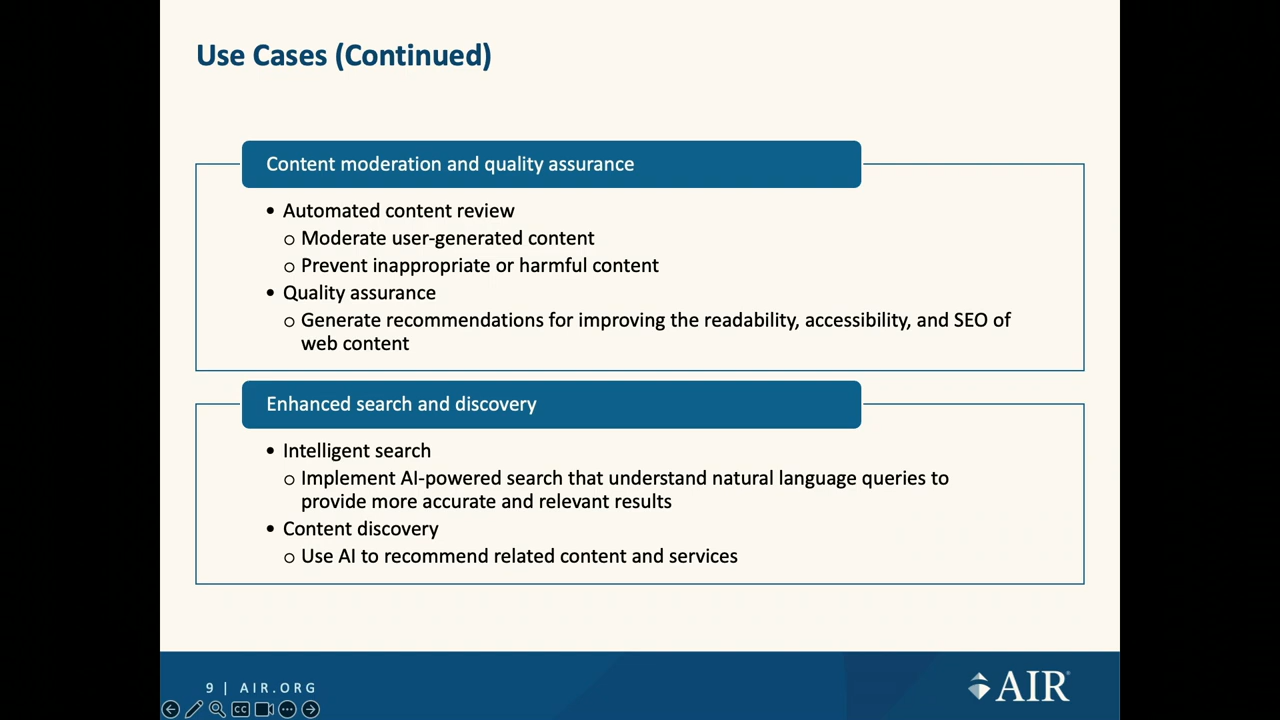 Use Cases (Continued)
Content moderation and quality assurance
• Automated content review
o Moderate user-generated content
o Prevent inappropriate or harmful content
• Quality assurance
o Generate recommendations for improving the readability, accessibility, and SEO of
web content
Enhanced search and discovery
• Intelligent search
o Implement AI-powered search that understand natural language queries to
provide more accurate and relevant results
• Content discovery
o Use AI to recommend related content and services
9 | AIR.ORG
AIR®
CC